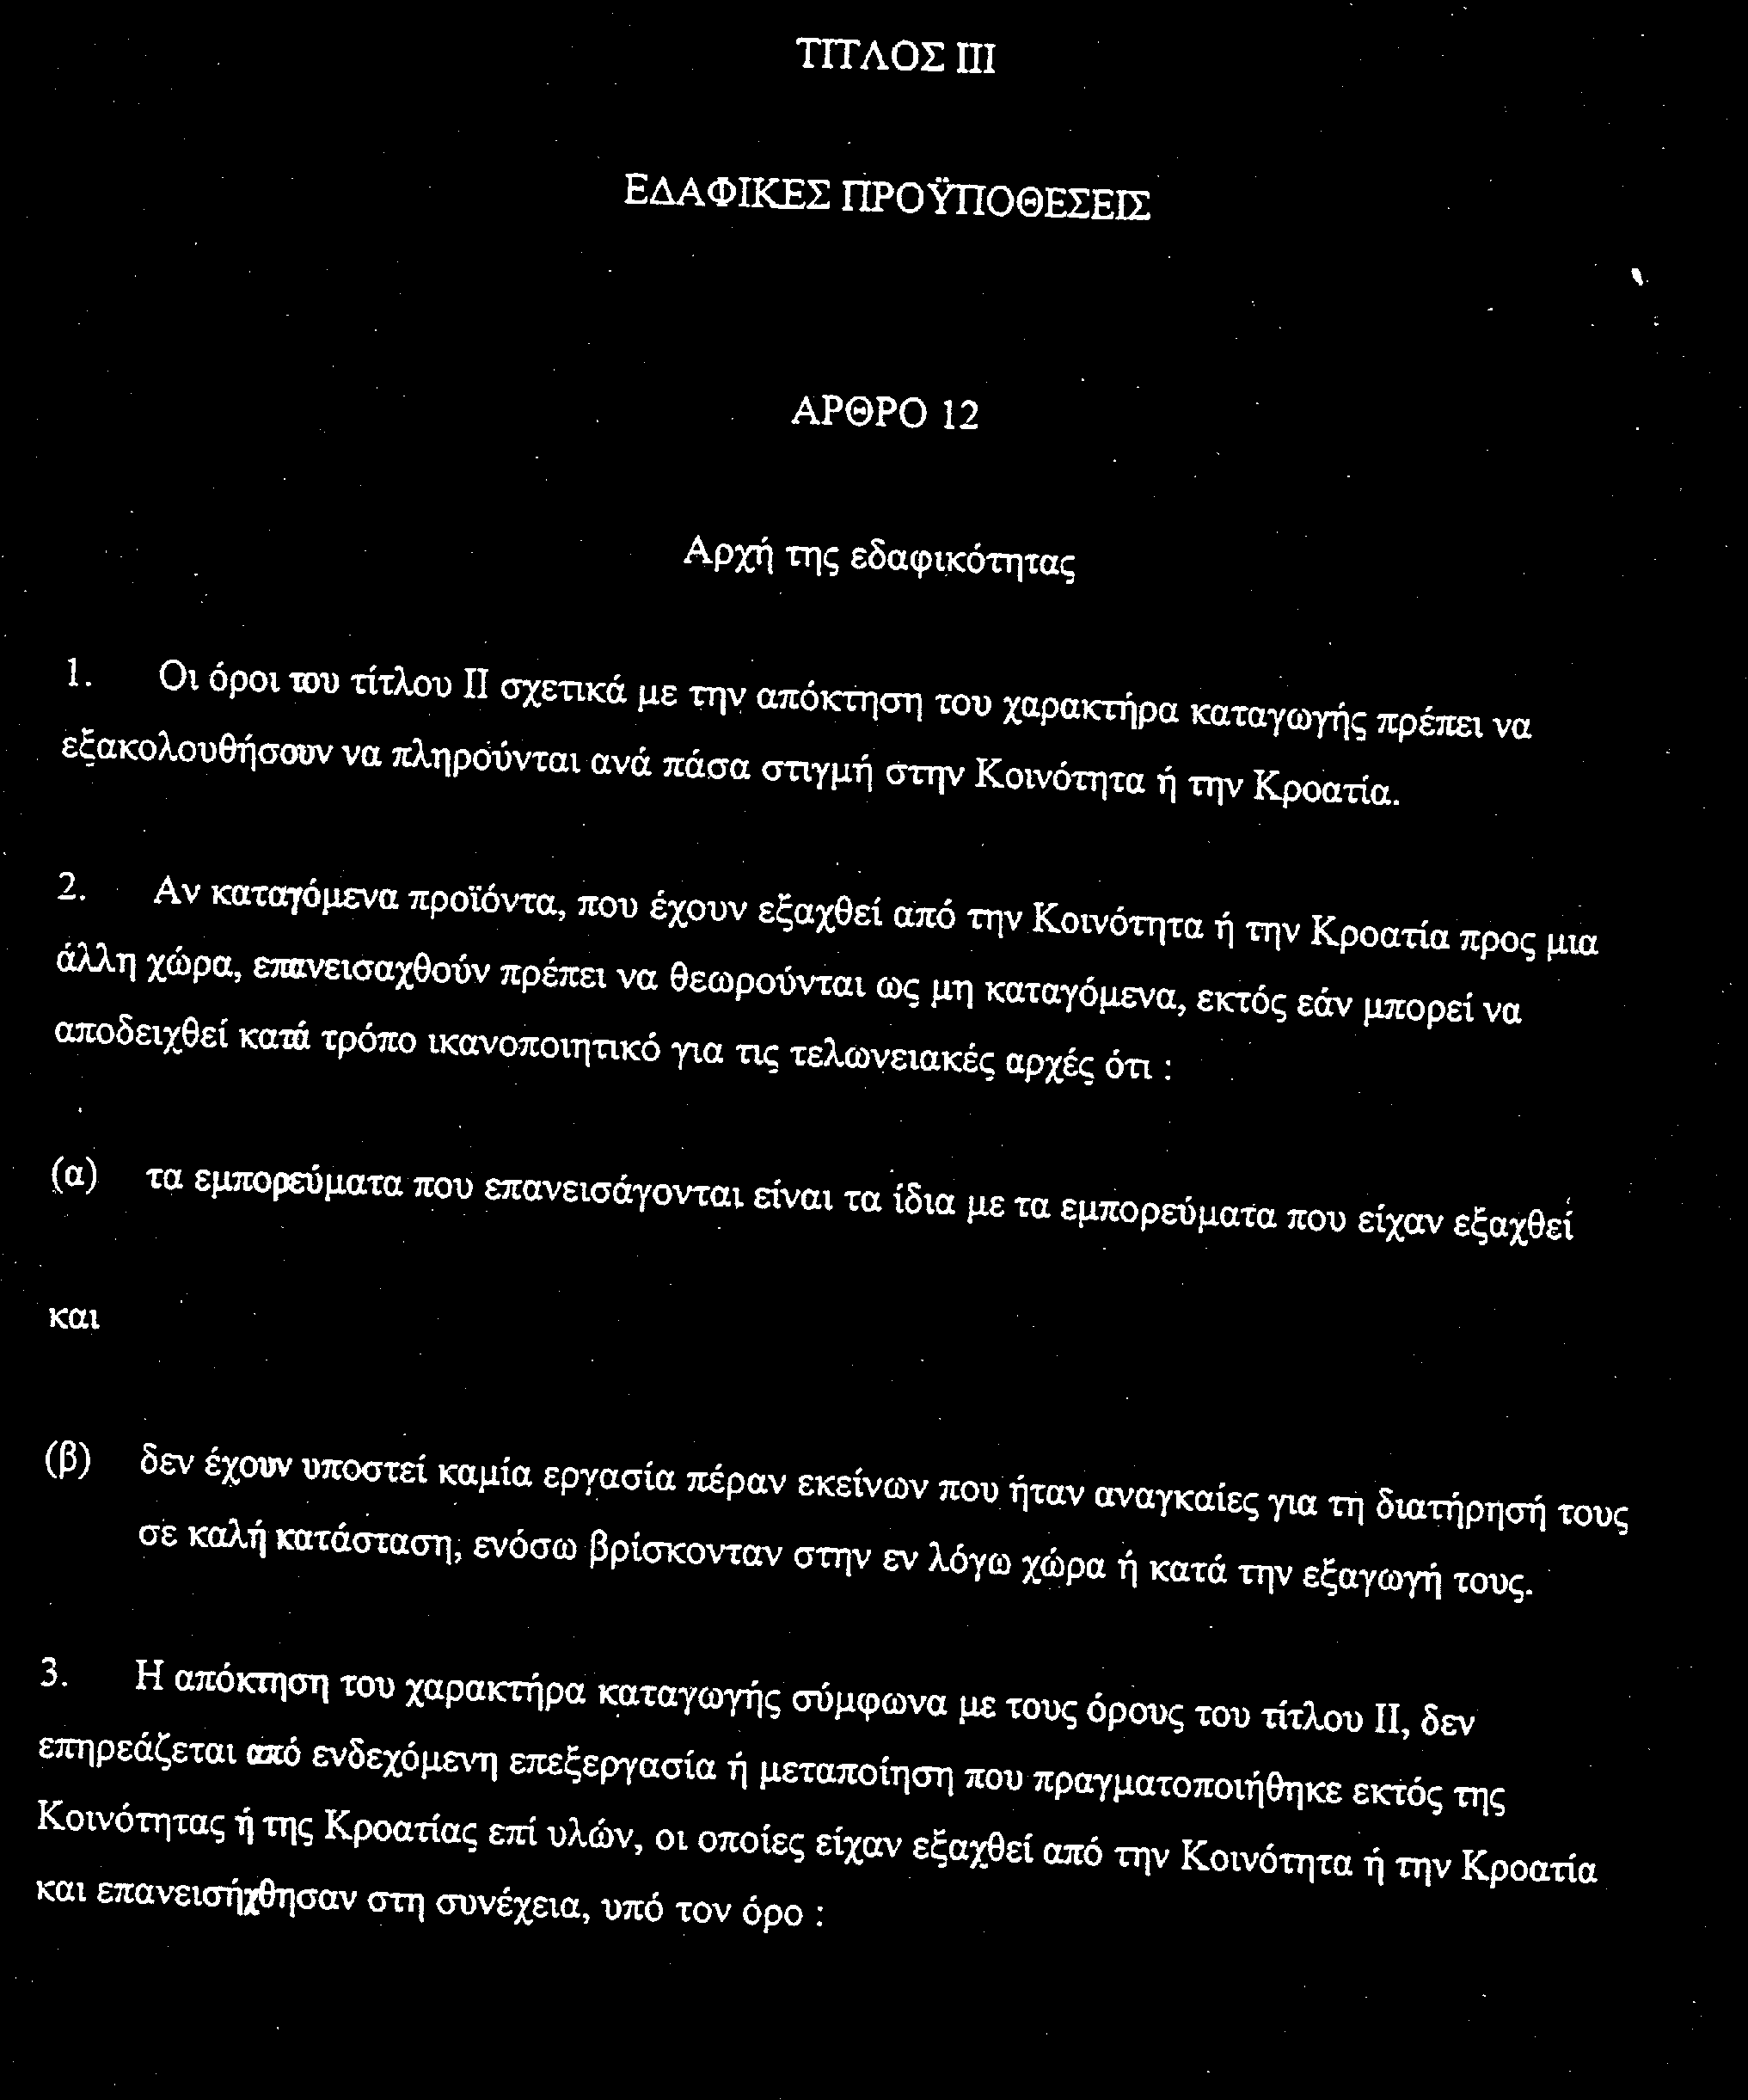 ΤΙΤΛΟΣ ΙΙΙ
ΕΔΑΦΙΚΕΣ ΠΡΟΫΠΟΘΕΣΕΙΣ
ΑΡΘΡΟ 12
Αρχή της εδαφικότητας
1. Οι όροι του τίτλου ΙΙ σχετικά με την απόκτηση του χαρακτήρα καταγωγής πρέπει να
εξακολουθήσουν να πληρούνται ανά πάσα στιγμή στην Κοινότητα ή την Κροατία.
2. Αν καταγόμενα προϊόντα, που έχουν εξαχθεί από την Κοινότητα ή την Κροατία προς μια
άλλη χώρα, επανεισαχθούν πρέπει να θεωρούνται ως μη καταγόμενα, εκτός εάν μπορεί να
αποδειχθεί κατά τρόπο ικανοποιητικό για τις τελωνειακές αρχές ότι :
(α) τα εμπορεύματα που επανεισάγονται είναι τα ίδια με τα εμπορεύματα που είχαν εξαχθεί
και
(β) δεν έχουν υποστεί καμία εργασία πέραν εκείνων που ήταν αναγκαίες για τη διατήρησή τους
σε καλή κατάσταση, ενόσω βρίσκονταν στην εν λόγω χώρα ή κατά την εξαγωγή τους.
3. Η απόκτηση του χαρακτήρα καταγωγής σύμφωνα με τους όρους του τίτλου ΙΙ, δεν
επηρεάζεται από ενδεχόμενη επεξεργασία ή μεταποίηση που πραγματοποιήθηκε εκτός της
Κοινότητας ή της Κροατίας επί υλών, οι οποίες είχαν εξαχθεί από την Κοινότητα ή την Κροατία
και επανεισήχθησαν στη συνέχεια, υπό τον όρο :